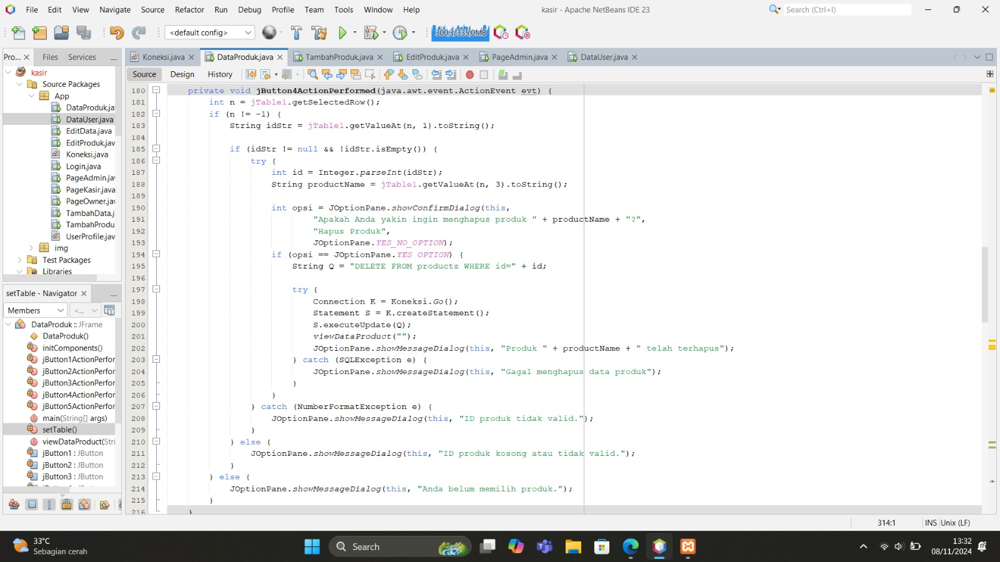 File Edit View Navigate Source Refactor Run Debug Profile Team Tools Window Help
kasir - Apache NetBeans IDE 23
Search (Ctrl+I)
<default config>
300,3/335,0MB
Pro... Files Services
Koneksi.java DataProduk.java TambahProduk.java EditProduk.java PageAdmin.java DataUser.java
Source Design History
kasir
Source Packages
App
DataProduk.ja
DataUser.java
EditData.java
EditProduk.jav
Koneksi.java
Login.java
PageAdmin.ja
PageKasir.java
PageOwner.jav
TambahData.j
TambahProdu
UserProfile.jav
img
Test Packages
Libraries
setTable - Navigator
Members <...
DataProduk :: JFrame
DataProduk()
initComponents()
jButton1ActionPerfor
jButton2ActionPerfor
jButton3ActionPerfor
jButton4ActionPerfor
jButton5ActionPerfor
main(String[] args)
setTable()
viewDataProduct(Stri
jButton1 : JButton
jButton2 : JButton
jButton3 : JButton
180 private void jButton4ActionPerformed(java.awt.event.ActionEvent evt) {
181 int n = jTable1.getSelectedRow();
182 if (n != -1) {
183 String idStr = jTable1.getValueAt(n, 1).toString();
184
185 if (idStr != null && !idStr.isEmpty()) {
186 try {
187 int id = Integer.parseInt(idStr);
188 String productName = jTable1.getValueAt(n, 3).toString();
189
190 int opsi = JOptionPane.showConfirmDialog(this,
191 "Apakah Anda yakin ingin menghapus produk " + productName + "?",
192 "Hapus Produk",
193 JOptionPane.YES_NO_OPTION);
194 if (opsi == JOptionPane.YES_OPTION) {
195 String Q = "DELETE FROM products WHERE id=" + id;
196
197 try {
198 Connection K = Koneksi.Go();
199 Statement S = K.createStatement();
200 S.executeUpdate(Q);
201 viewDataProduct("");
202 JOptionPane.showMessageDialog(this, "Produk " + productName + " telah terhapus");
203 } catch (SQLException e) {
204 JOptionPane.showMessageDialog(this, "Gagal menghapus data produk");
205 }
206 }
207 } catch (NumberFormatException e) {
208 JOptionPane.showMessageDialog(this, "ID produk tidak valid.");
209 }
210 } else {
211 JOptionPane.showMessageDialog(this, "ID produk kosong atau tidak valid.");
212 }
213 } else {
214 JOptionPane.showMessageDialog(this, "Anda belum memilih produk.");
215 }
216 }
314:1 INS Unix (LF)
33°C
Sebagian cerah
Search
13:32
08/11/2024